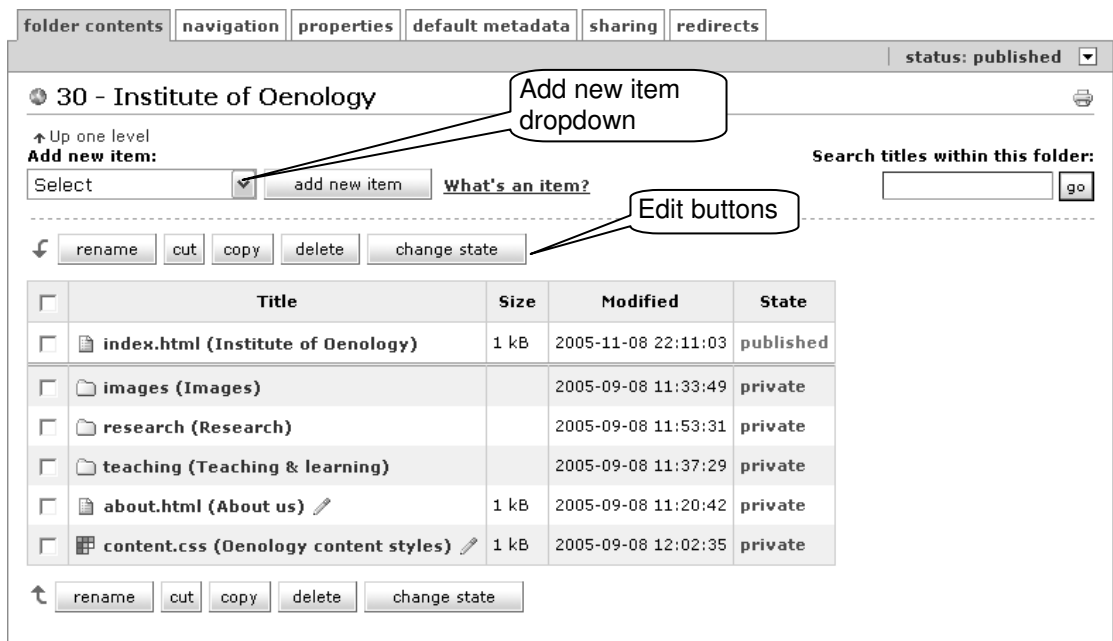 folder contents navigation properties default metadata sharing redirects
status: published
30 - Institute of Oenology
Add new item
dropdown
Up one level
Add new item:
Search titles within this folder:
Select add new item What's an item? go
Edit buttons
rename cut copy delete change state
Title Size Modified State
index.html (Institute of Oenology) 1 kB 2005-11-08 22:11:03 published
images (Images) 2005-09-08 11:33:49 private
research (Research) 2005-09-08 11:53:31 private
teaching (Teaching & learning) 2005-09-08 11:37:29 private
about.html (About us) 1 kB 2005-09-08 11:20:42 private
content.css (Oenology content styles) 1 kB 2005-09-08 12:02:35 private
rename cut copy delete change state